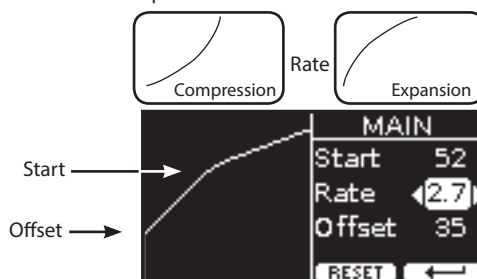 Rate
Compression
Expansion
MAIN
Start 52
Rate 2.7
Offset 35
RESET
Start
Offset